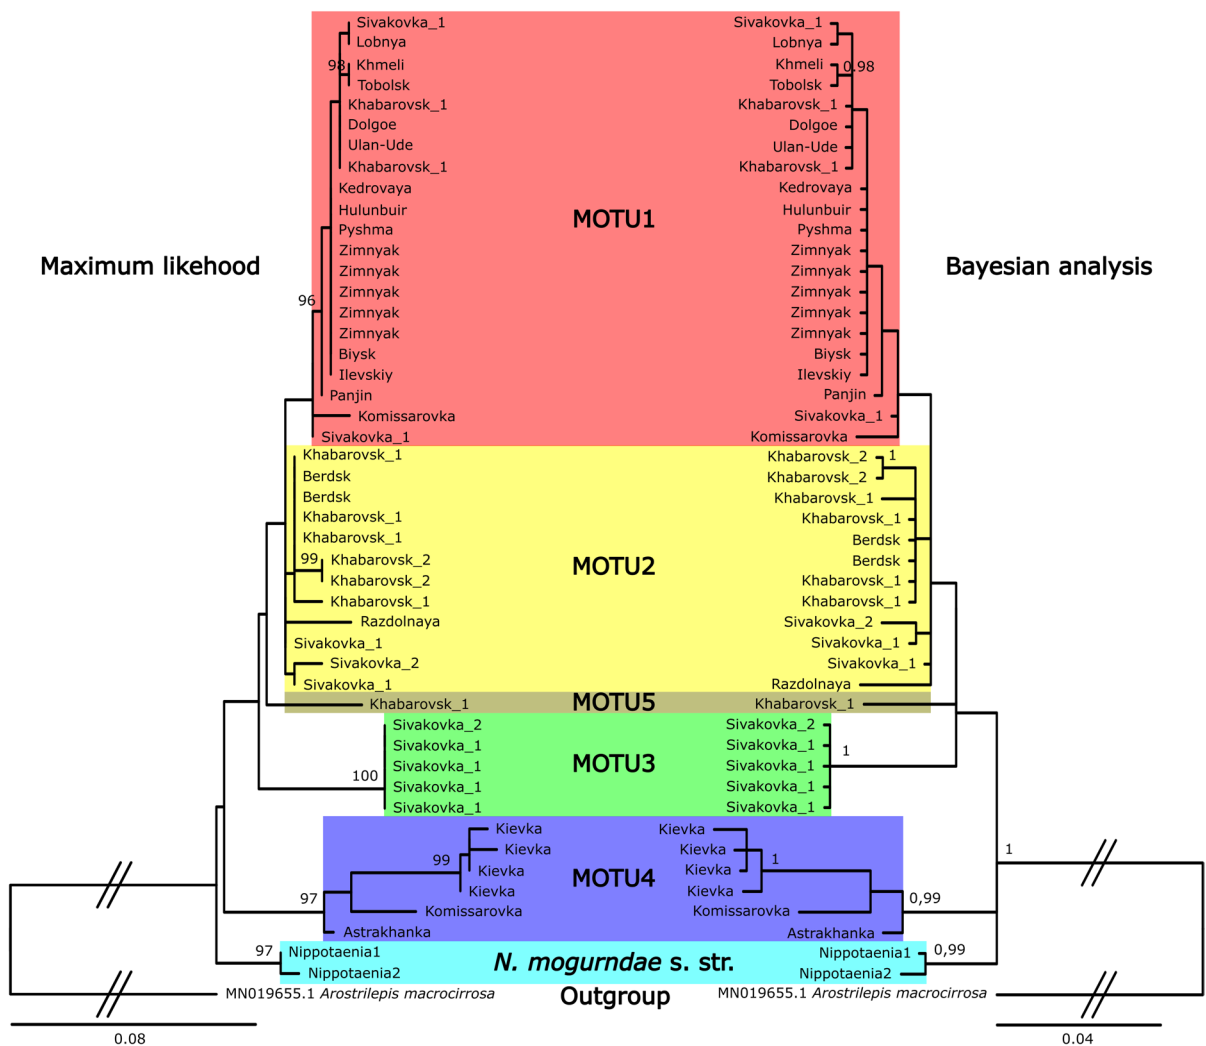 Sivakovka_1 Sivakovka_1
Lobnya Lobnya
98 Khmeli Khmeli 0,98
Tobolsk Tobolsk
Khabarovsk_1 Khabarovsk_1
Dolgoe Dolgoe
Ulan-Ude Ulan-Ude
Khabarovsk_1 Khabarovsk_1
Kedrovaya Kedrovaya
Hulunbuir MOTU1 Hulunbuir
Pyshma Pyshma
Zimnyak Zimnyak
Maximum likehood Zimnyak Zimnyak Bayesian analysis
Zimnyak Zimnyak
96 Zimnyak Zimnyak
Zimnyak Zimnyak
Biysk Biysk
Ilevskiy Ilevskiy
Panjin Panjin
Komissarovka Sivakovka_1
Sivakovka_1 Komissarovka
Khabarovsk_1 Khabarovsk_2 1
Berdsk Khabarovsk_2
Berdsk Khabarovsk_1
Khabarovsk_1 Khabarovsk_1
Khabarovsk_1 Berdsk
99 Khabarovsk_2 MOTU2 Berdsk
Khabarovsk_2 Khabarovsk_1
Khabarovsk_1 Khabarovsk_1
Razdolnaya Sivakovka_2
Sivakovka_1 Sivakovka_1
Sivakovka_2 Sivakovka_1
Sivakovka_1 Razdolnaya
Khabarovsk_1 MOTU5 Khabarovsk_1
Sivakovka_2 Sivakovka_2
Sivakovka_1 Sivakovka_1 1
100 Sivakovka_1 MOTU3 Sivakovka_1
Sivakovka_1 Sivakovka_1
Sivakovka_1 Sivakovka_1
Kievka Kievka
Kievka Kievka 1
99 Kievka MOTU4 Kievka 1
Kievka Kievka
97 Komissarovka Komissarovka 0,99
Astrakhanka Astrakhanka
97 Nippotaenia1 N. mogurndae s. str. Nippotaenia1 0,99
Nippotaenia2 Nippotaenia2
MN019655.1 Arostrilepis macrocirrosa Outgroup MN019655.1 Arostrilepis macrocirrosa
0.08 0.04